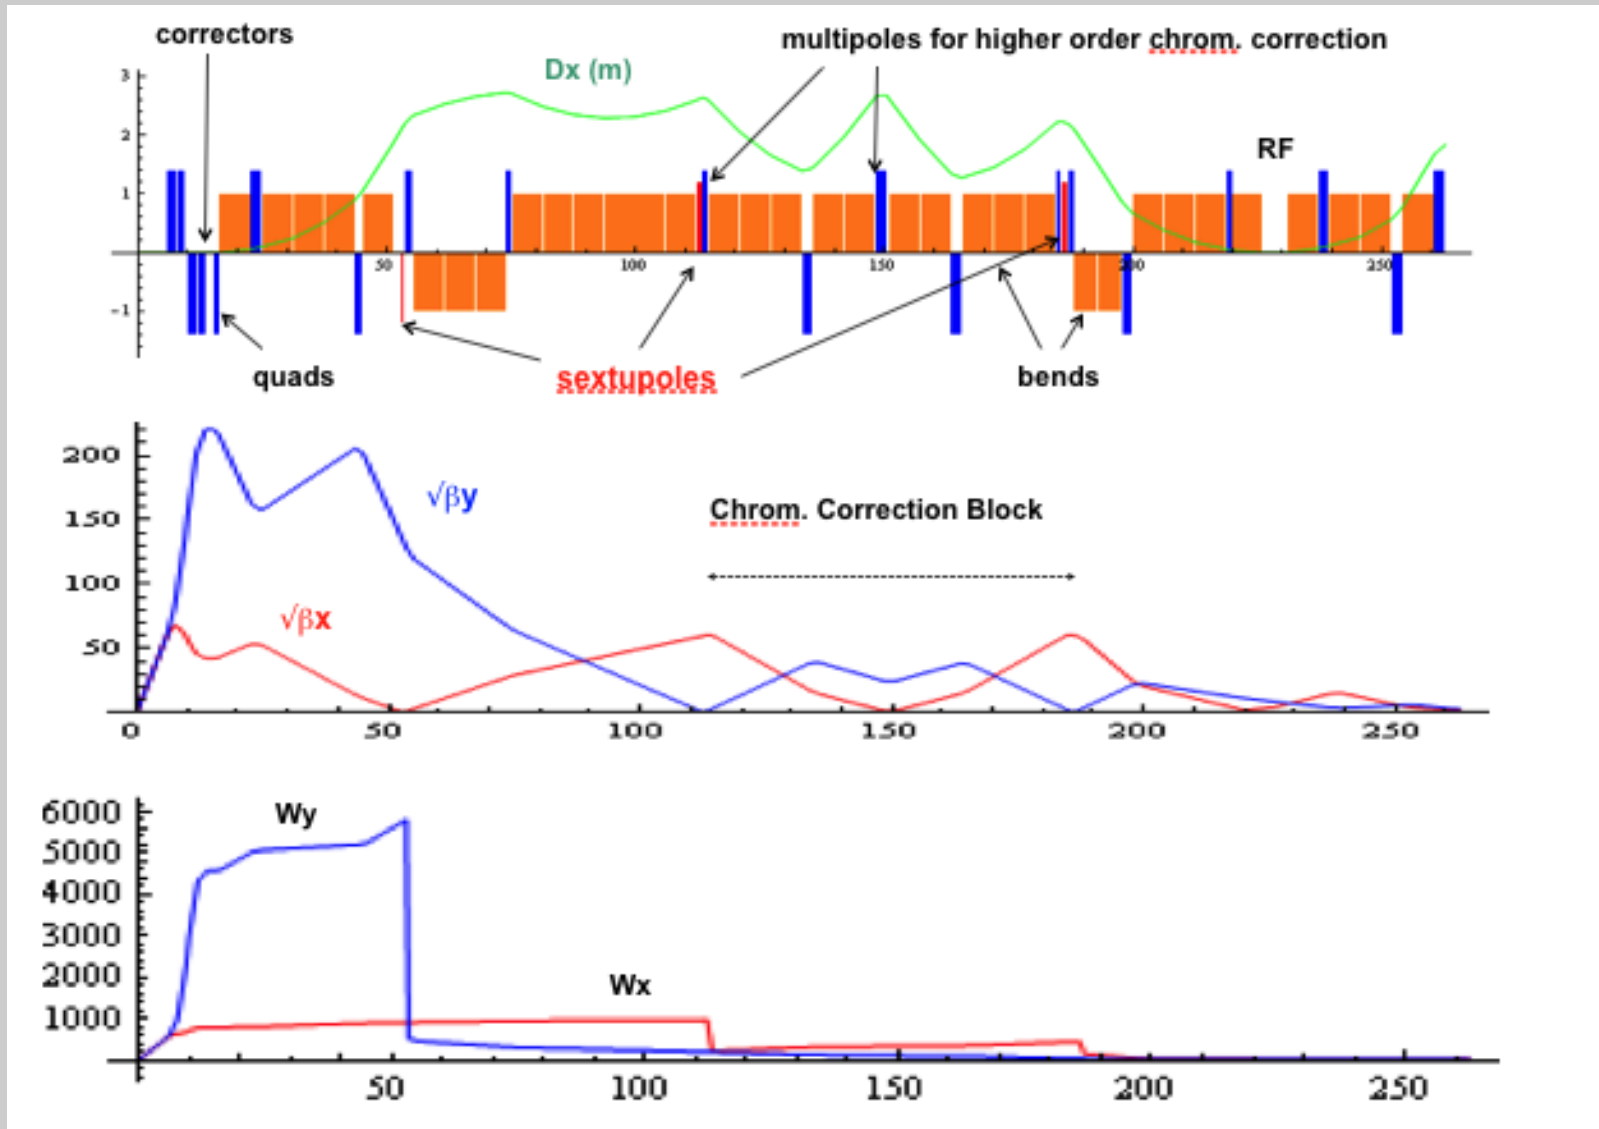 correctors
multipoles for higher order chrom. correction
Dx (m)
3
2
RF
1
50 100 150 200 250
-1
quads
sextupoles
bends
200
√βy
150
Chrom. Correction Block
100
√βx
50
0 50 100 150 200 250
6000
Wy
5000
4000
3000
2000
Wx
1000
50 100 150 200 250